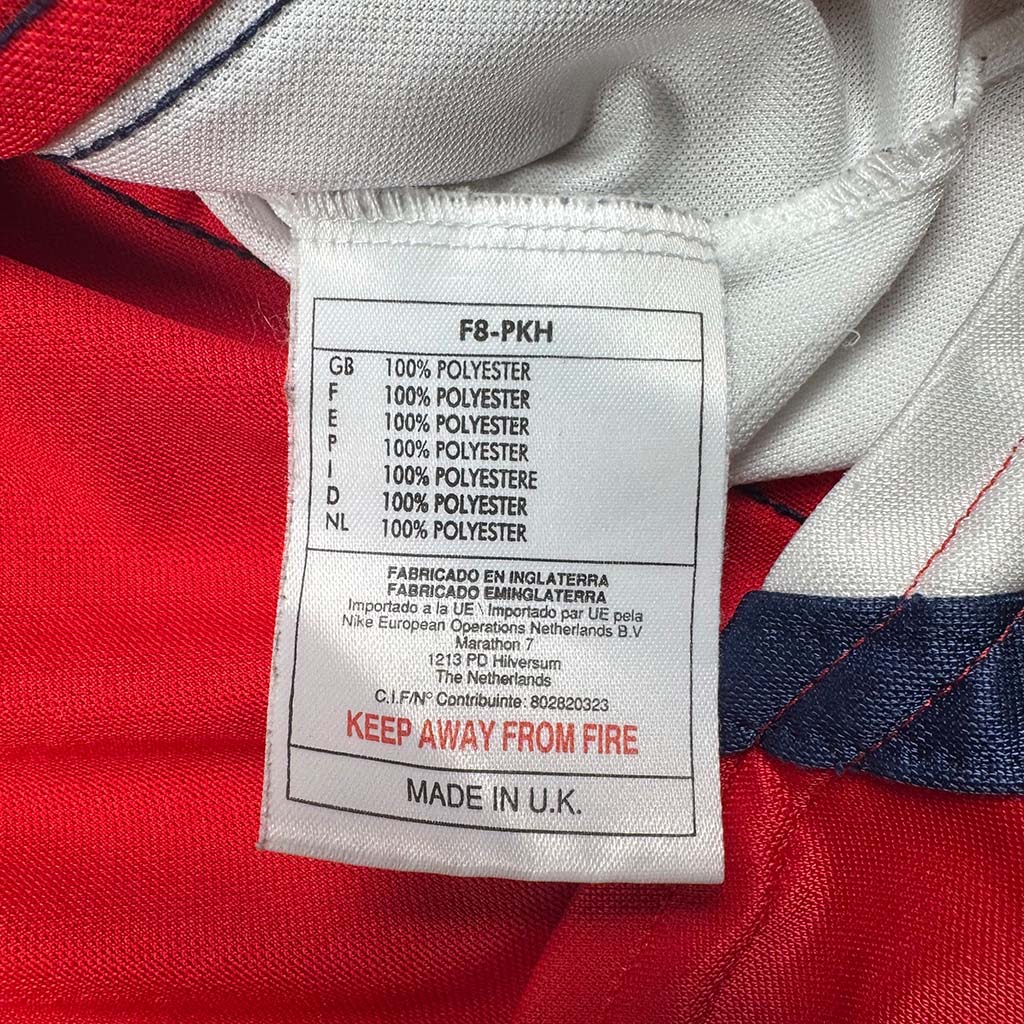 F8-PKH
GB 100% POLYESTER
F 100% POLYESTER
E 100% POLYESTER
P 100% POLYESTER
I 100% POLYESTERE
D 100% POLYESTER
NL 100% POLYESTER
FABRICADO EN INGLATERRA
FABRICADO EMINGLATERRA
Importado a la UE \ Importado par UE pela
Nike European Operations Netherlands B.V
Marathon 7
1213 PD Hilversum
The Netherlands
C.I.F/Nº Contribuinte: 802820323
KEEP AWAY FROM FIRE
MADE IN U.K.